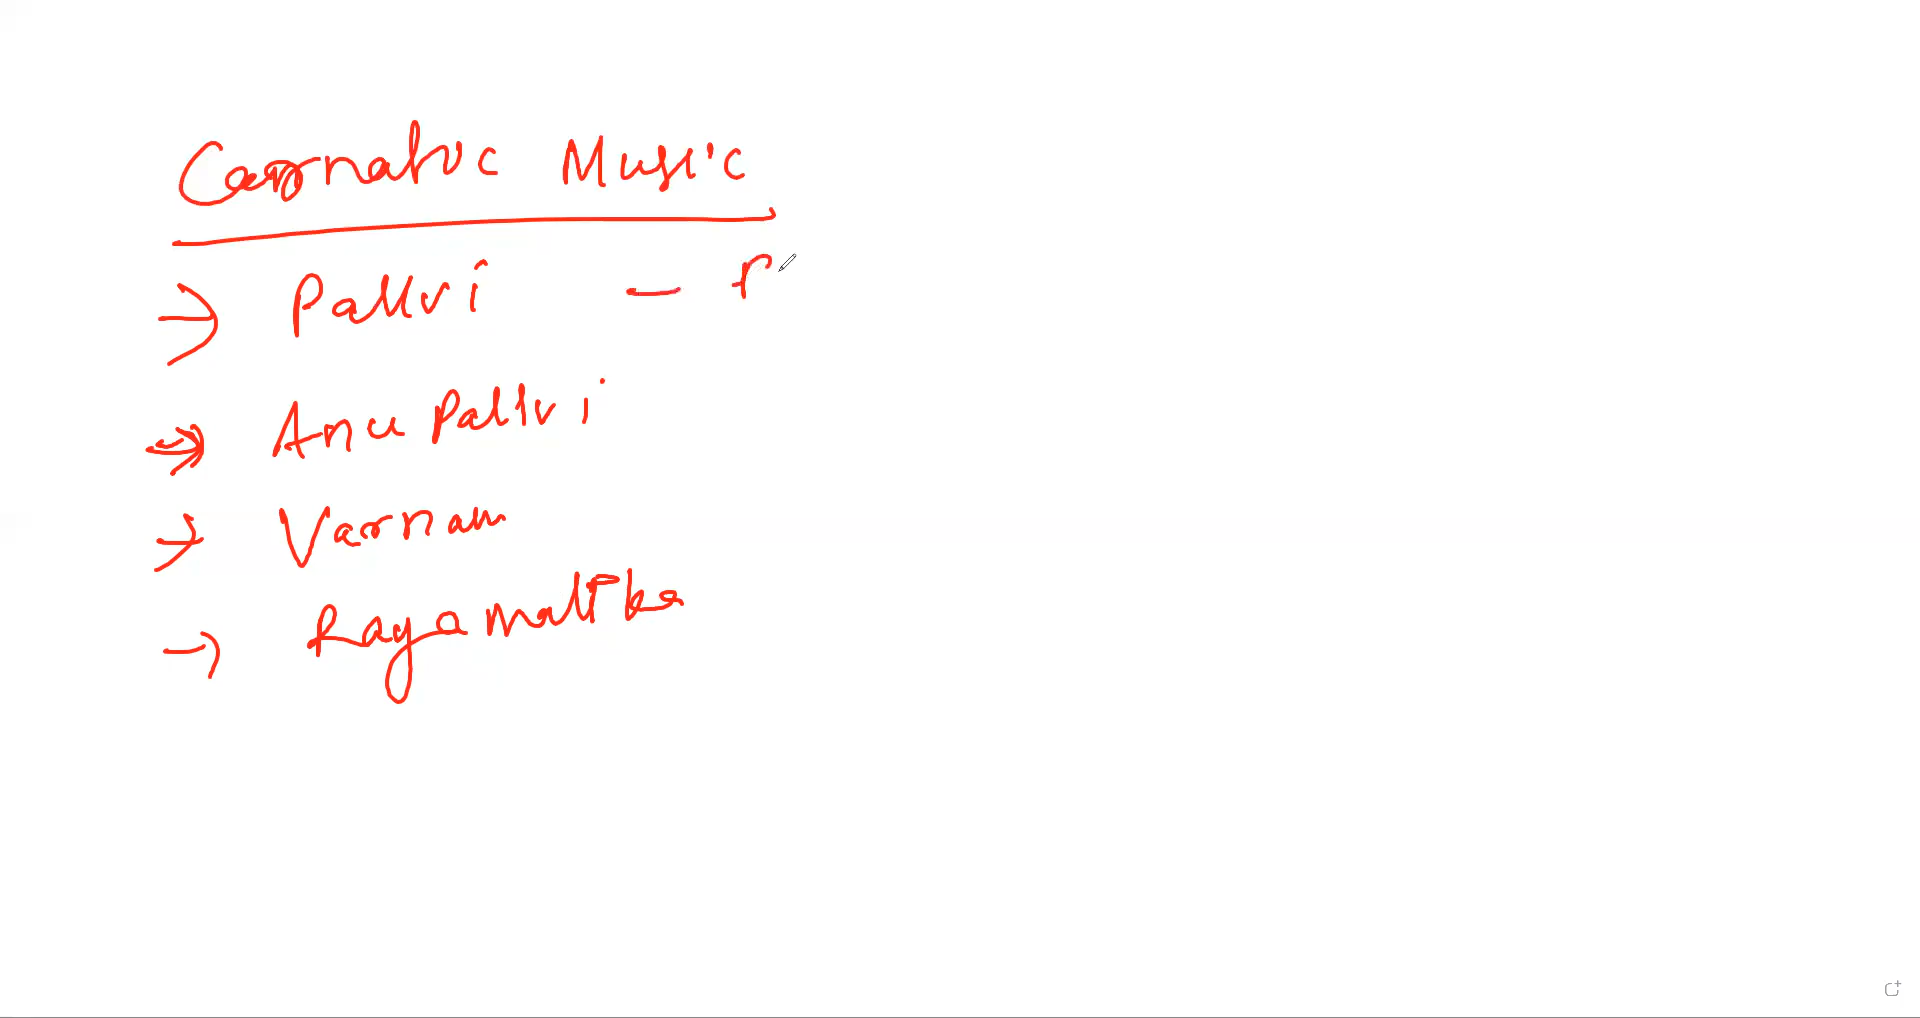 Carnatic Music
→ Pallvi —
→ Anu Pallvi
→ Varnam
→ Ragamalika